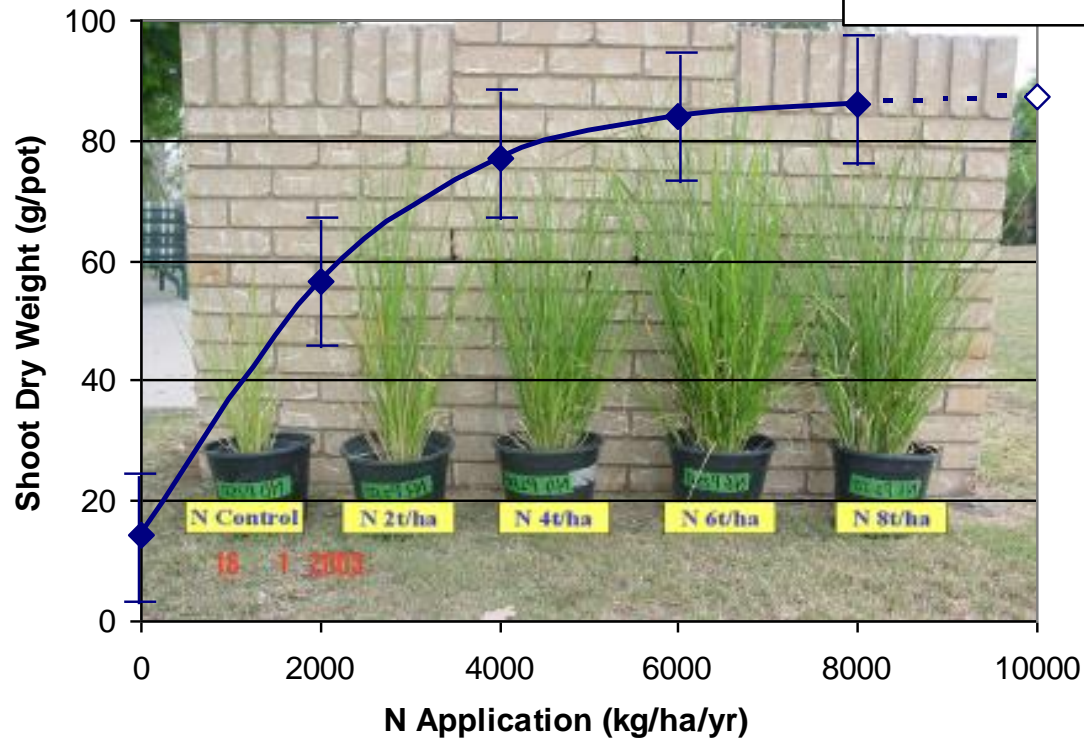 100
80
60
40
20
0
Shoot Dry Weight (g/pot)
N Control
N 2t/ha
N 4t/ha
N 6t/ha
N 8t/ha
18 1 2003
0
2000
4000
6000
8000
10000
N Application (kg/ha/yr)